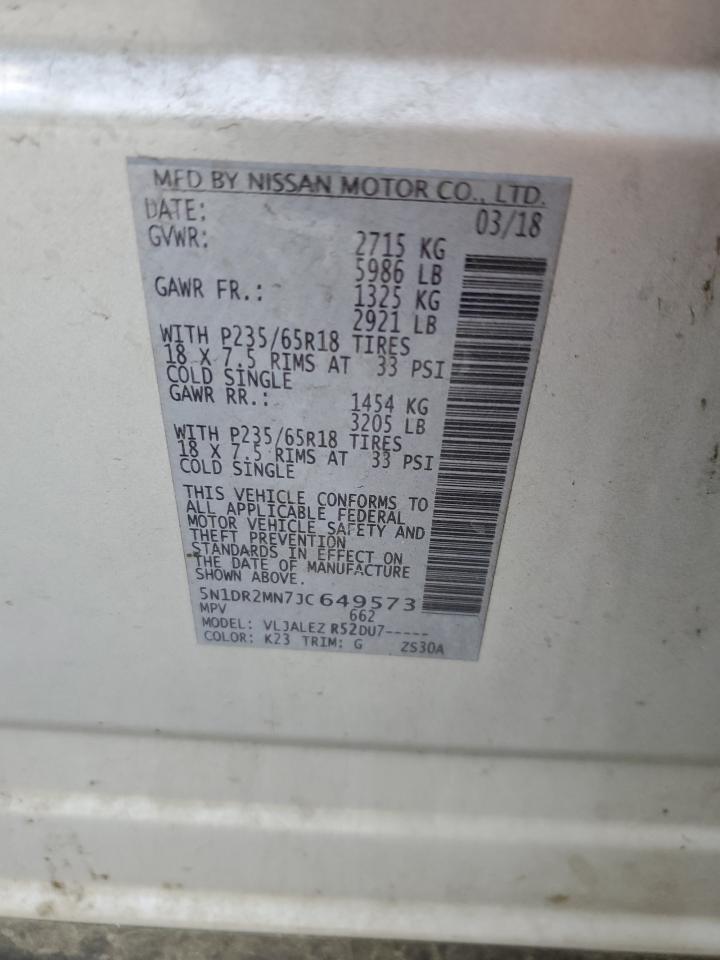 MFD BY NISSAN MOTOR CO., LTD.
DATE: 03/18
GVWR: 2715 KG
5986 LB
GAWR FR.: 1325 KG
2921 LB
WITH P235/65R18 TIRES
18 X 7.5 RIMS AT 33 PSI
COLD SINGLE
GAWR RR.: 1454 KG
3205 LB
WITH P235/65R18 TIRES
18 X 7.5 RIMS AT 33 PSI
COLD SINGLE
THIS VEHICLE CONFORMS TO
ALL APPLICABLE FEDERAL
MOTOR VEHICLE SAFETY AND
THEFT PREVENTION
STANDARDS IN EFFECT ON
THE DATE OF MANUFACTURE
SHOWN ABOVE.
5N1DR2MN7JC649573
MPV 662
MODEL: VLJALEZ R52DU7-----
COLOR: K23 TRIM: G ZS30A